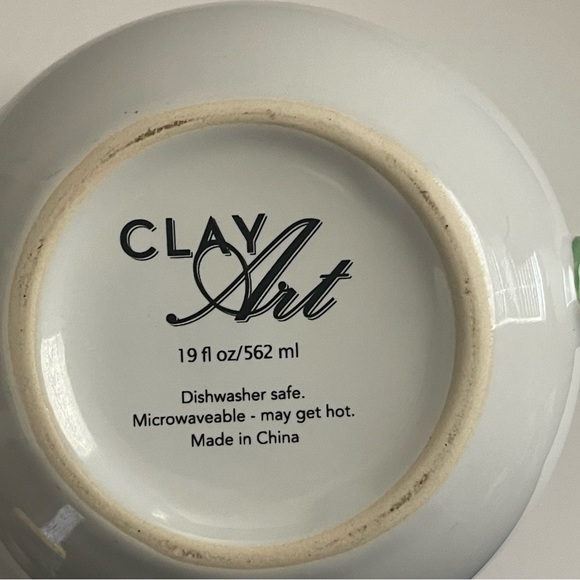 CLAY
Art
19 fl oz/562 ml
Dishwasher safe.
Microwaveable - may get hot.
Made in China